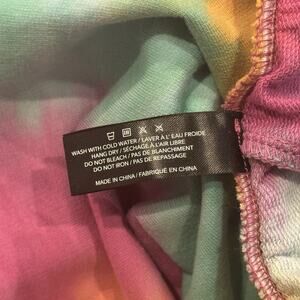 WASH WITH COLD WATER / LAVER À L' EAU FROIDE
HANG DRY / SÉCHAGE À L'AIR LIBRE
DO NOT BLEACH / PAS DE BLANCHIMENT
DO NOT IRON / PAS DE REPASSAGE
MADE IN CHINA / FABRIQUÉ EN CHINA